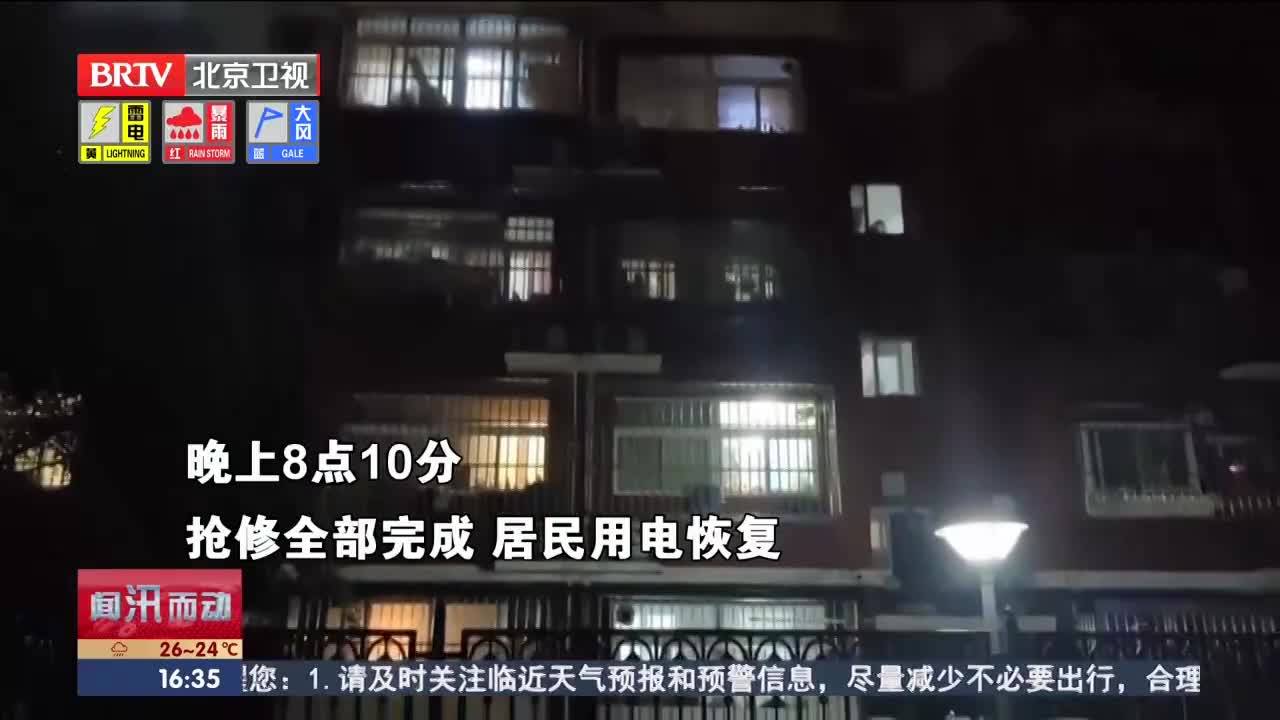 BRTV 北京卫视
雷电
黄 LIGHTNING
暴雨
红 RAIN STORM
大风
蓝 GALE
晚上8点10分
抢修全部完成 居民用电恢复
闻汛而动
26~24℃
16:35
您：1.请及时关注临近天气预报和预警信息，尽量减少不必要出行，合理